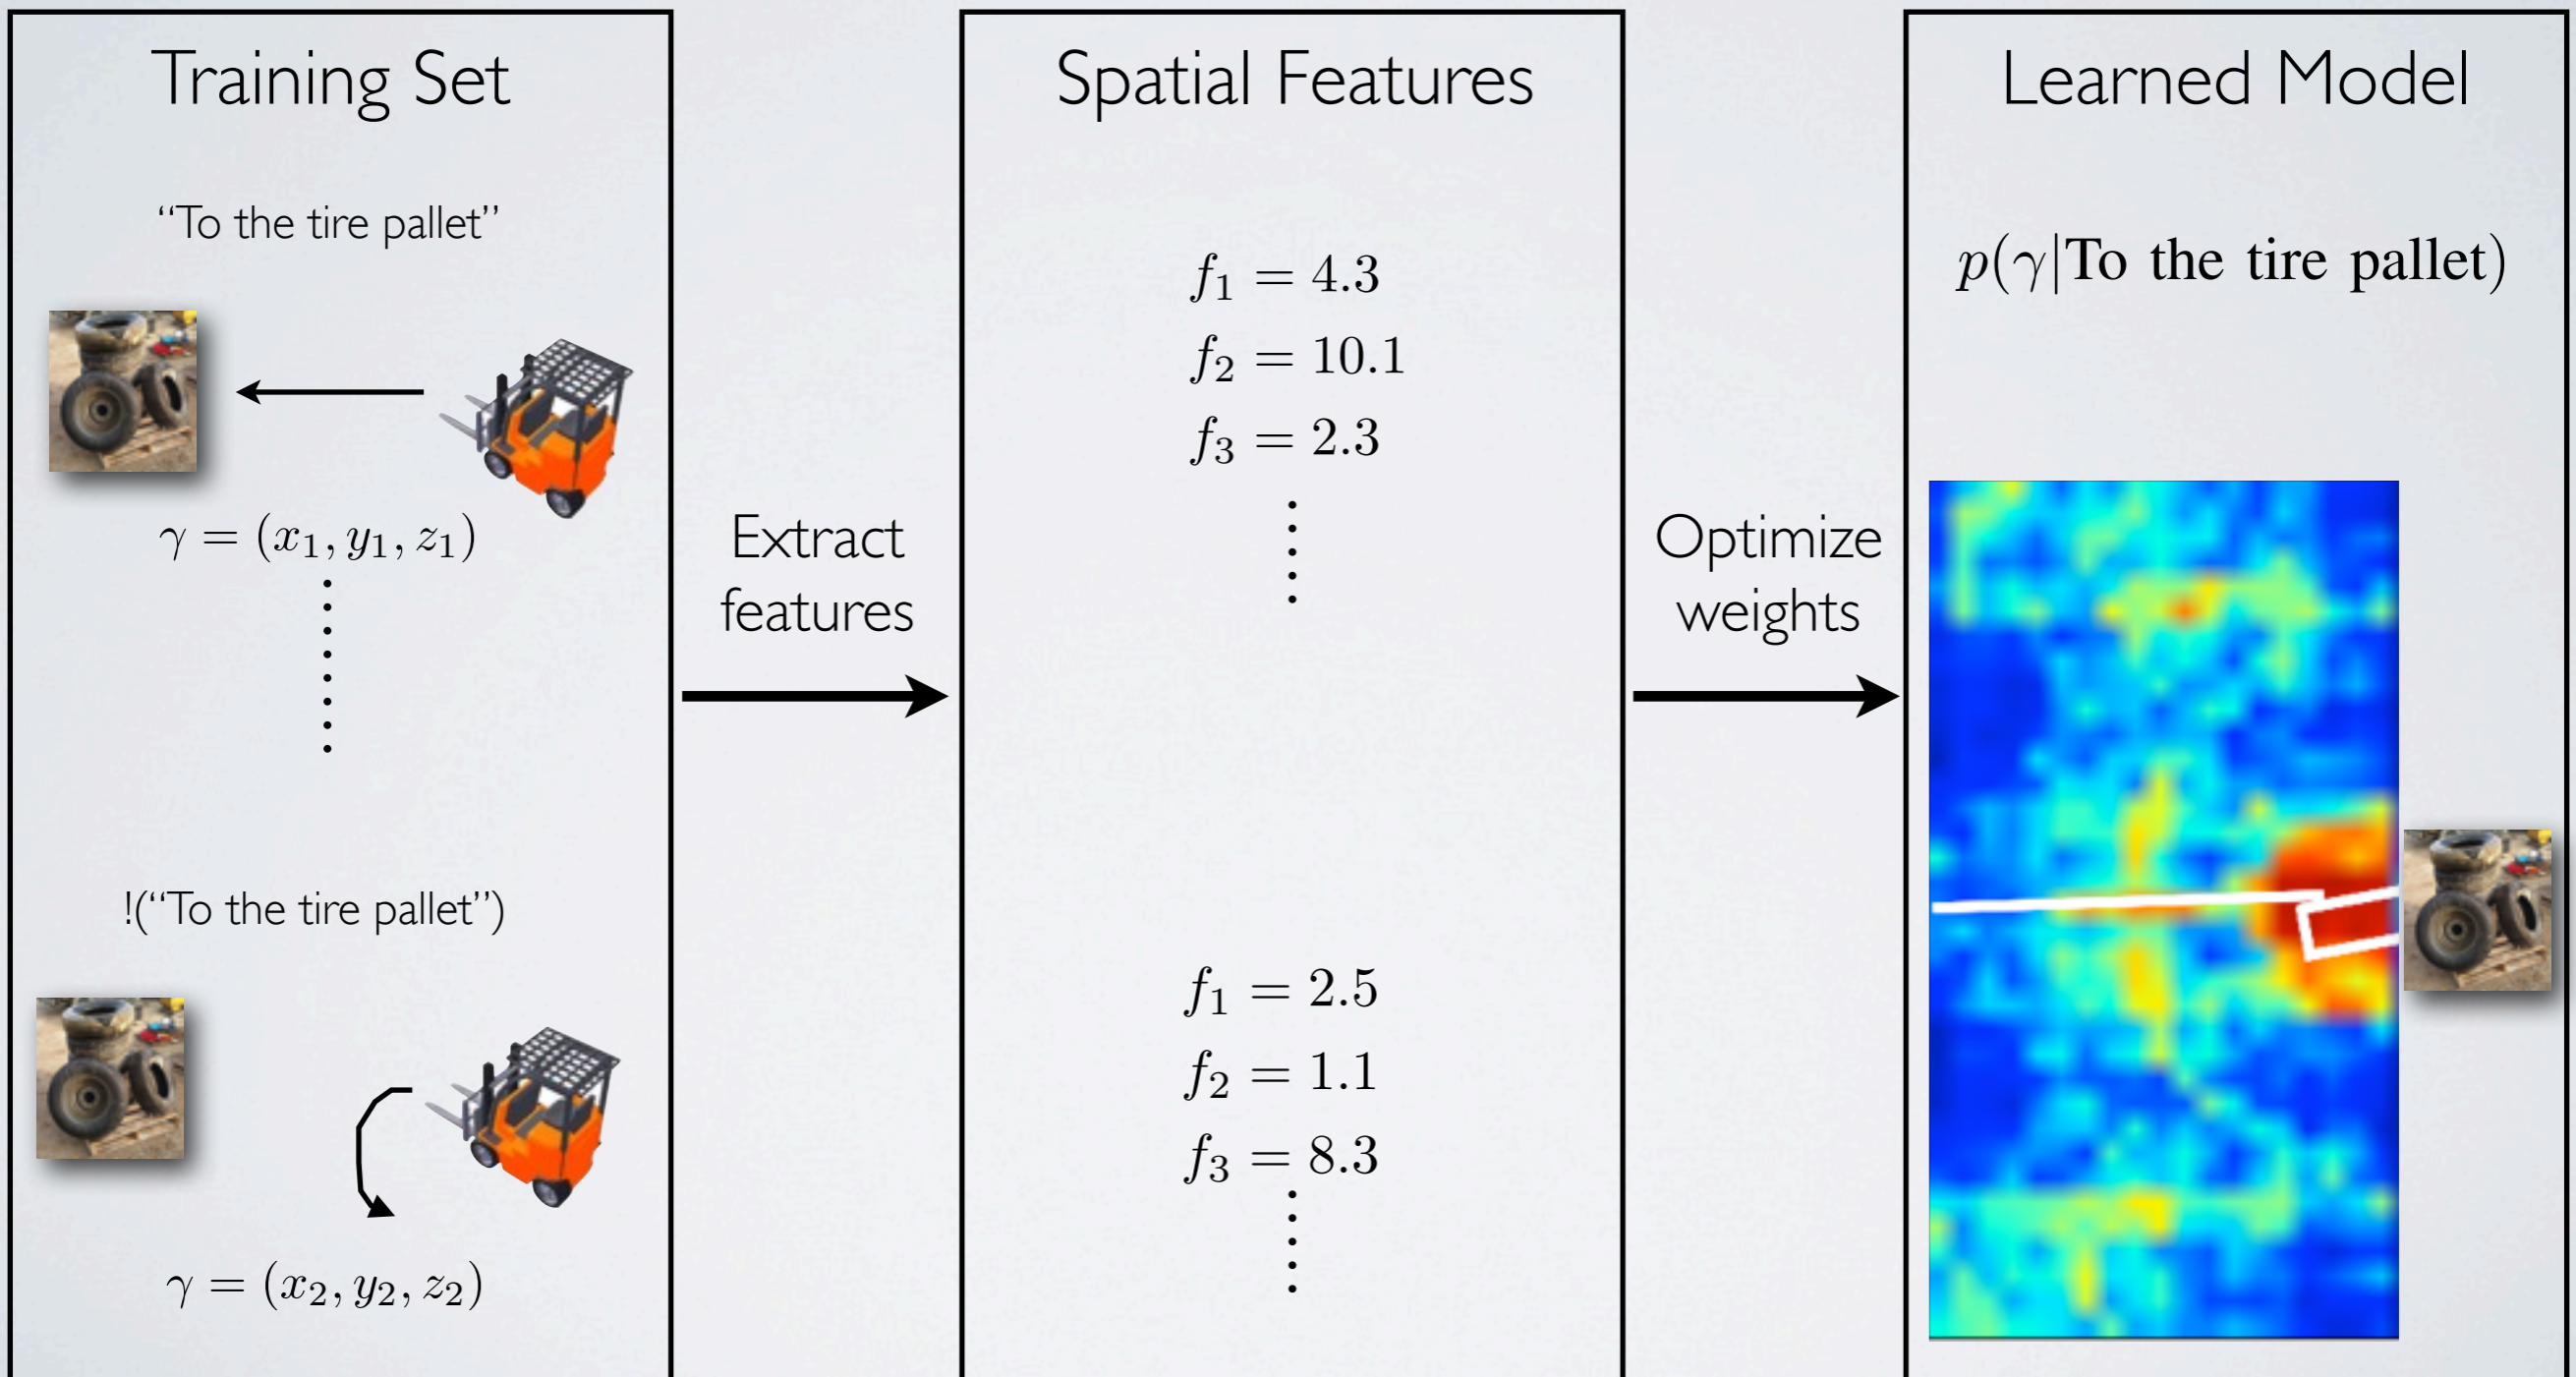 Training Set
“To the tire pallet”
γ = (x₁, y₁, z₁)
!(“To the tire pallet”)
γ = (x₂, y₂, z₂)
Extract
features
Spatial Features
f₁ = 4.3
f₂ = 10.1
f₃ = 2.3
f₁ = 2.5
f₂ = 1.1
f₃ = 8.3
Optimize
weights
Learned Model
p(γ|To the tire pallet)